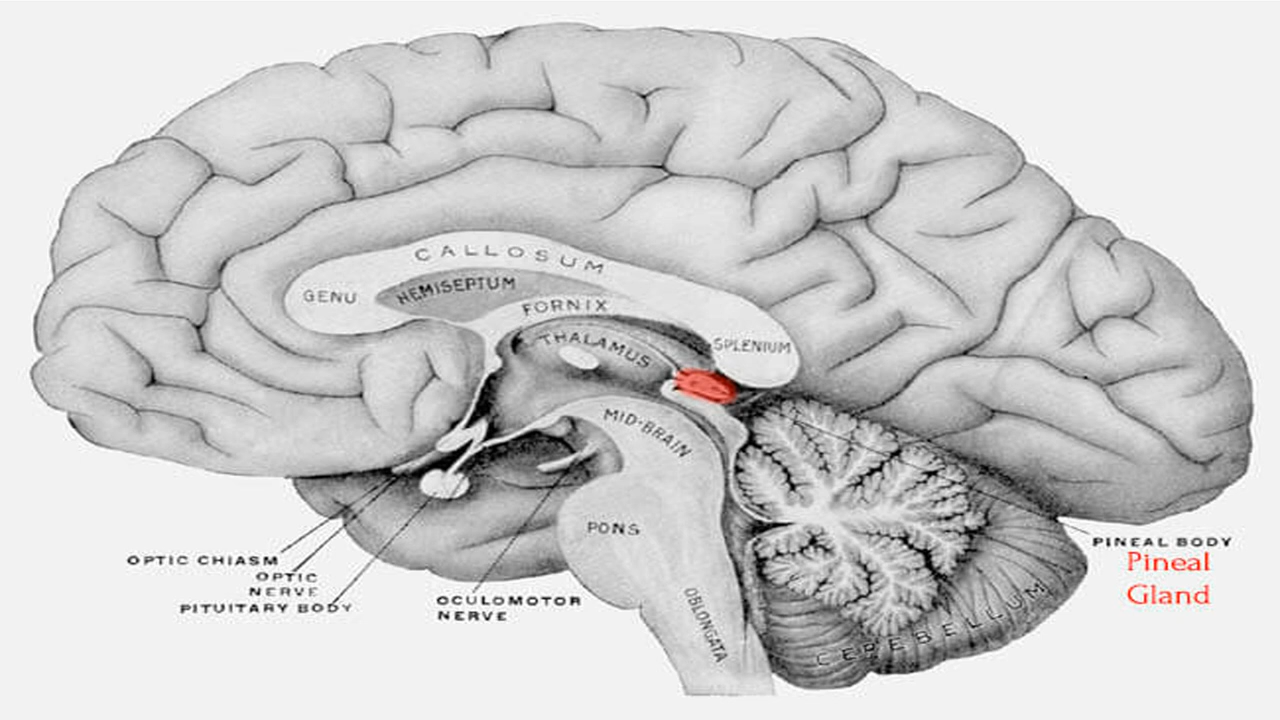 CALLOSUM
GENU
HEMISEPTUM
FORNIX
THALAMUS
SPLENIUM
MID-BRAIN
PONS
OBLONGATA
CEREBELLUM
OPTIC CHIASM
OPTIC
NERVE
PITUITARY BODY
OCULOMOTOR
NERVE
PINEAL BODY
Pineal
Gland